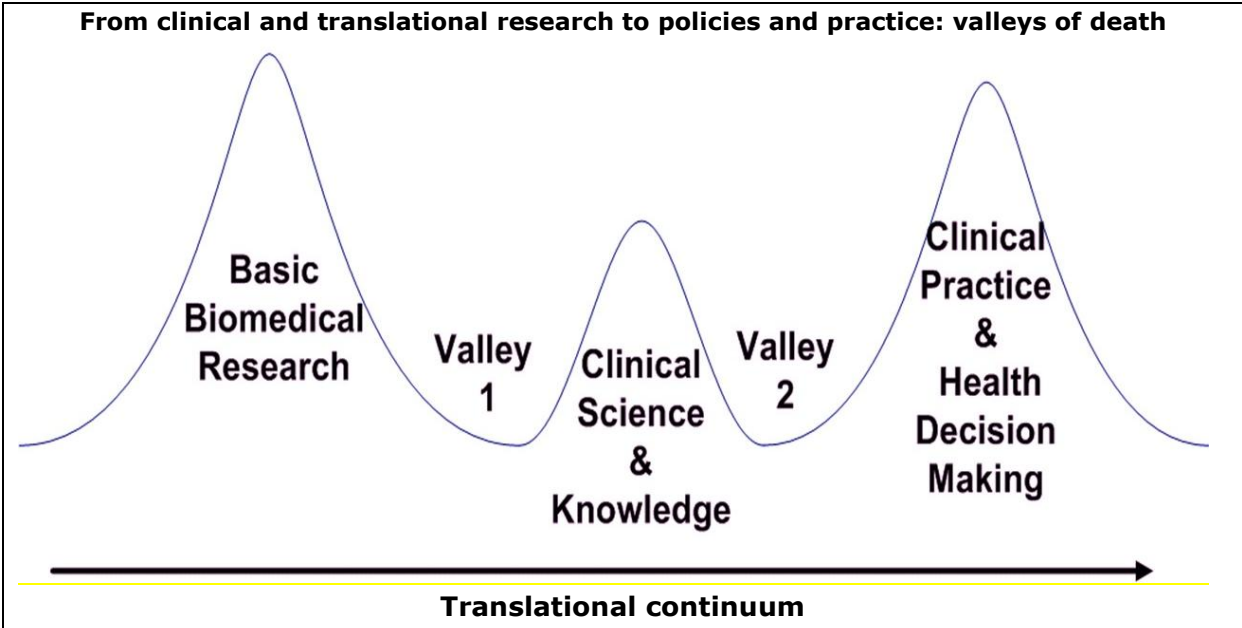 From clinical and translational research to policies and practice: valleys of death
Basic
Biomedical
Research
Valley
1
Clinical
Science
&
Knowledge
Valley
2
Clinical
Practice
&
Health
Decision
Making
Translational continuum